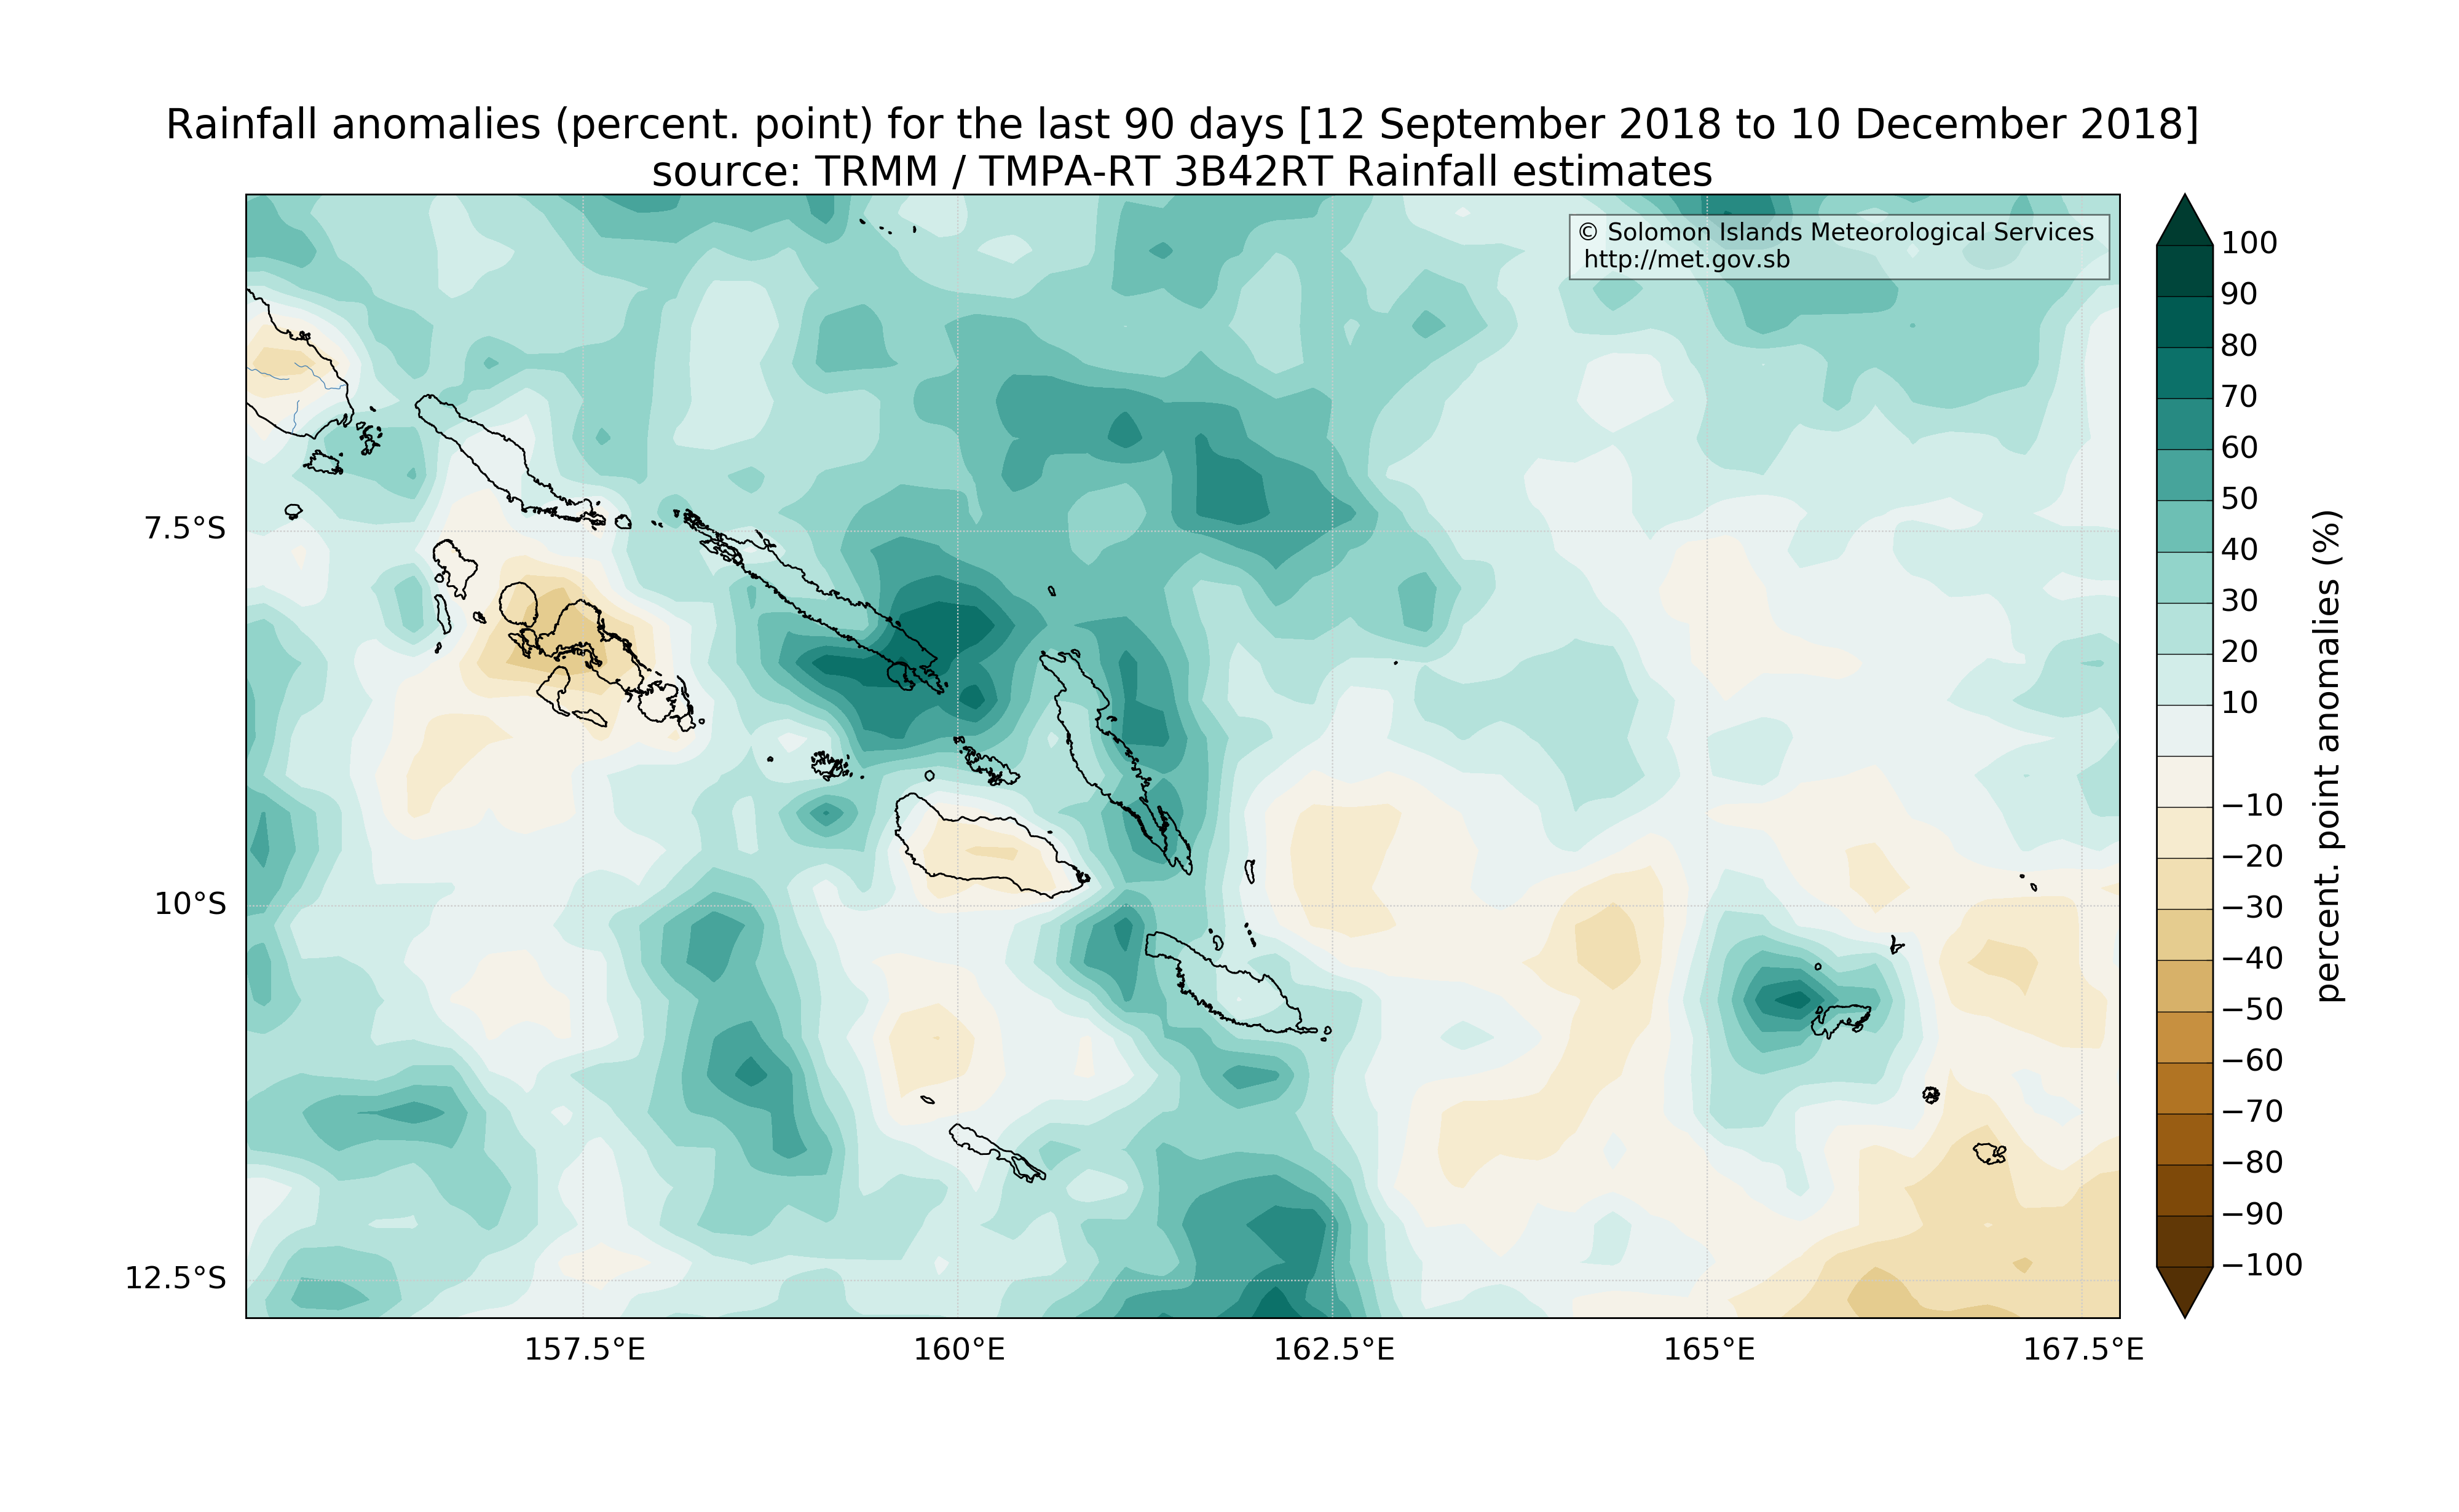 Rainfall anomalies (percent. point) for the last 90 days [12 September 2018 to 10 December 2018]
source: TRMM / TMPA-RT 3B42RT Rainfall estimates
© Solomon Islands Meteorological Services
http://met.gov.sb
7.5°S
10°S
12.5°S
157.5°E
160°E
162.5°E
165°E
167.5°E
100
90
80
70
60
50
40
30
20
10
−10
−20
−30
−40
−50
−60
−70
−80
−90
−100
percent. point anomalies (%)